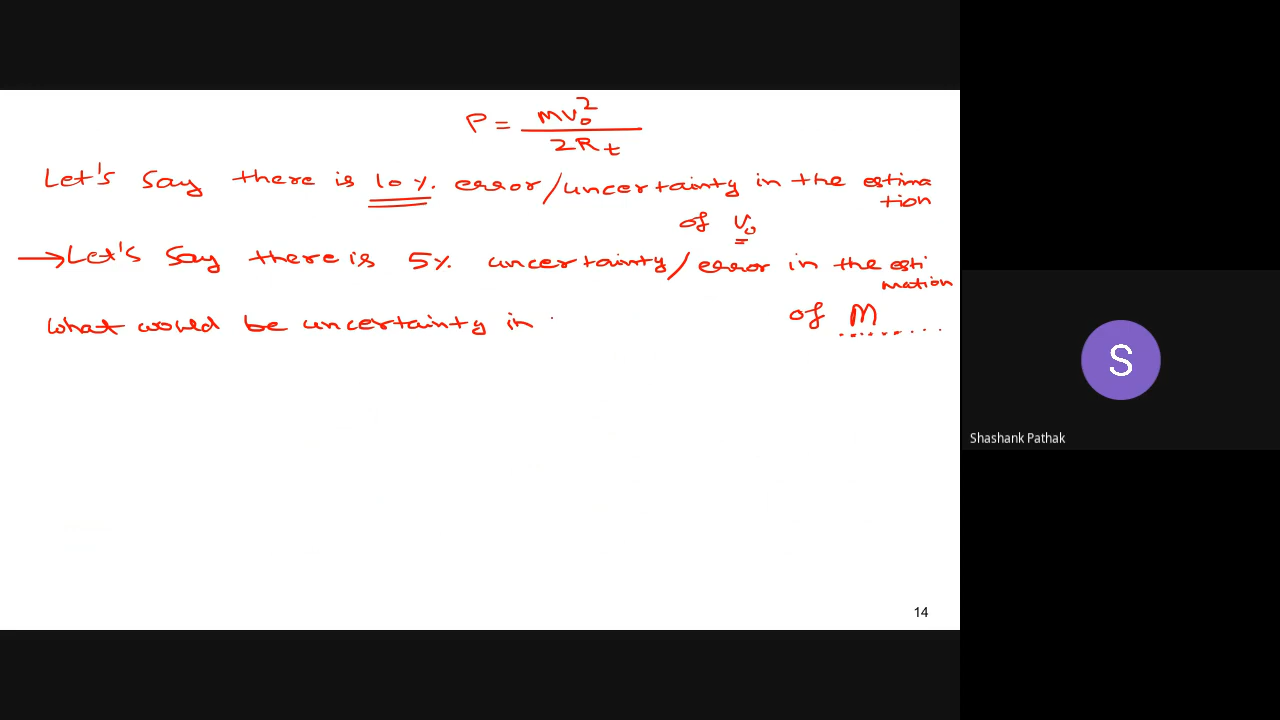 P = MV₀²
2Rt
Let's say there is 10%. error/uncertainty in the estima
tion
of V₀
→Let's say there is 5% uncertainty/error in the esti
mation
of M
what would be uncertainty in
14
S
Shashank Pathak